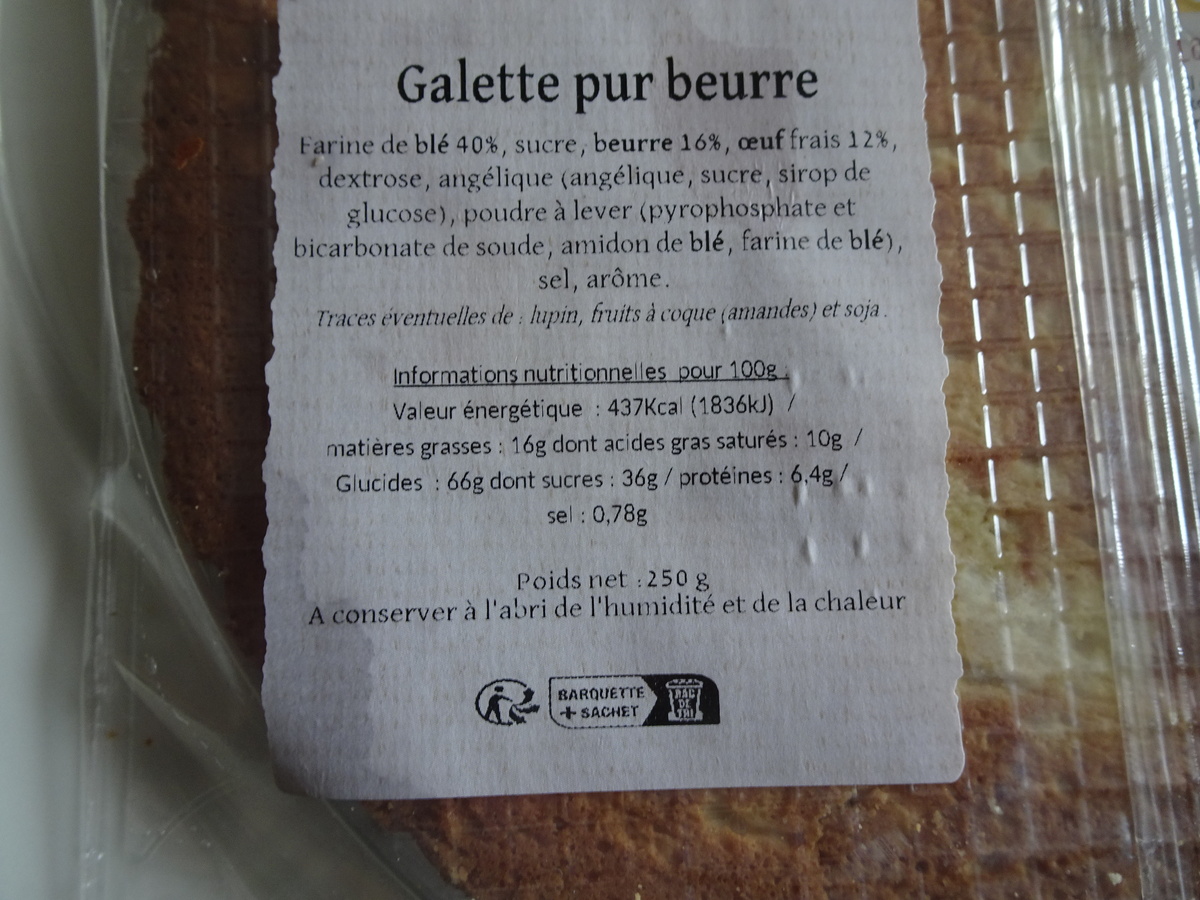 Galette pur beurre
Farine de blé 40%, sucre, beurre 16%, œuf frais 12%,
dextrose, angélique (angélique, sucre, sirop de
glucose), poudre à lever (pyrophosphate et
bicarbonate de soude, amidon de blé, farine de blé),
sel, arôme.
Traces éventuelles de : lupin, fruits à coque (amandes) et soja.
Informations nutritionnelles pour 100g :
Valeur énergétique : 437Kcal (1836kJ) /
matières grasses : 16g dont acides gras saturés : 10g /
Glucides : 66g dont sucres : 36g / protéines : 6,4g /
sel : 0,78g
Poids net : 250 g
A conserver à l'abri de l'humidité et de la chaleur
BARQUETTE
+ SACHET
BAC
DE
TRI